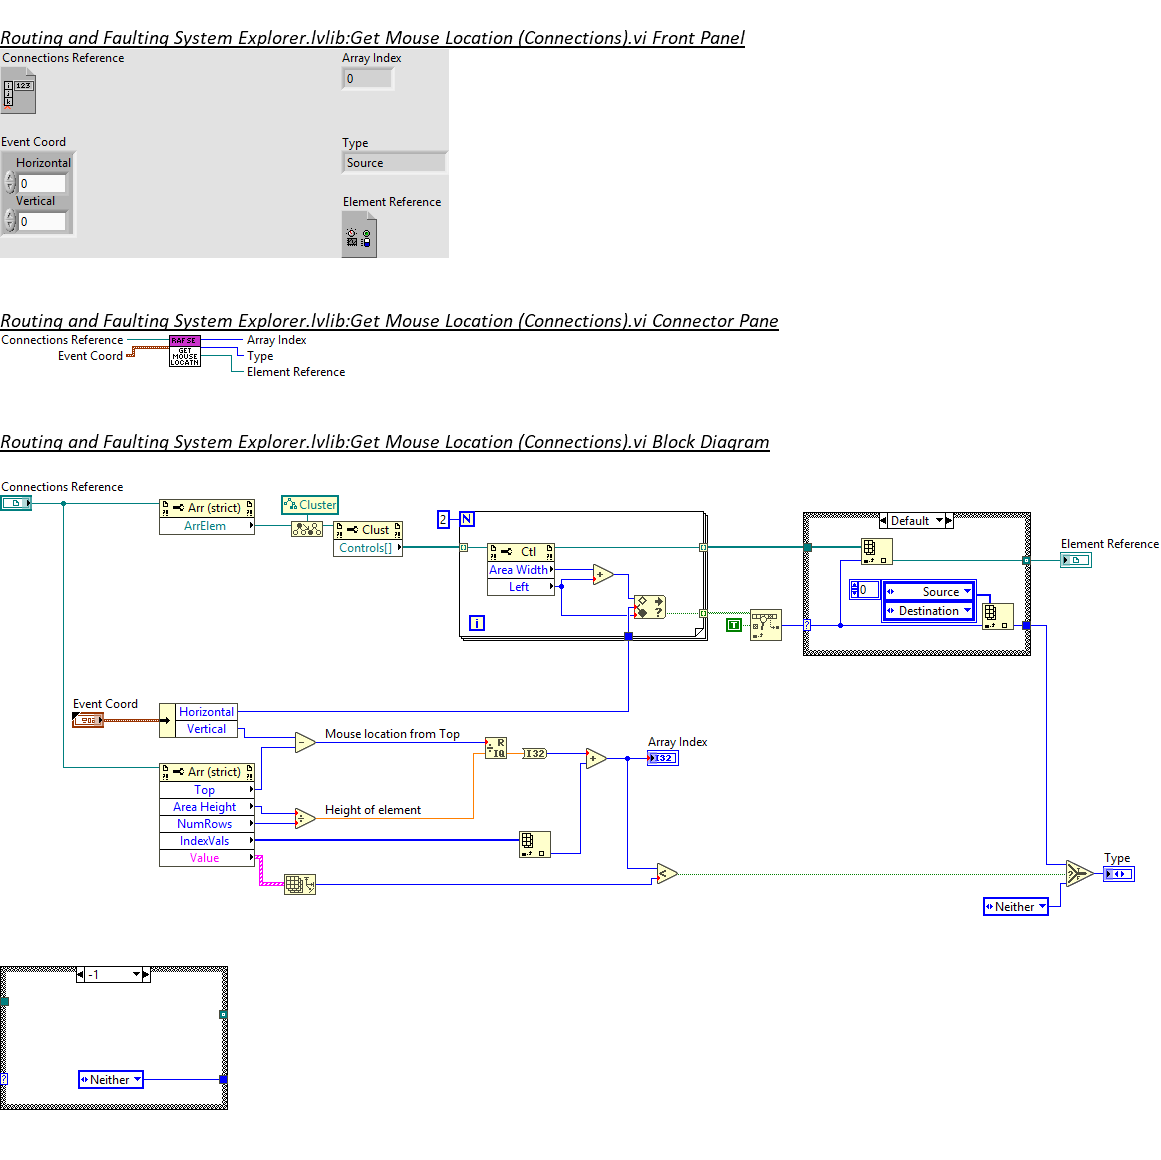 Routing and Faulting System Explorer.lvlib:Get Mouse Location (Connections).vi Front Panel
Connections Reference
Array Index
0
Event Coord
Horizontal
0
Vertical
0
Type
Source
Element Reference
Routing and Faulting System Explorer.lvlib:Get Mouse Location (Connections).vi Connector Pane
Connections Reference
Event Coord
RAFSE
GET
MOUSE
LOCATN
Array Index
Type
Element Reference
Routing and Faulting System Explorer.lvlib:Get Mouse Location (Connections).vi Block Diagram
Connections Reference
Arr (strict)
ArrElem
Cluster
Clust
Controls[]
2
N
Ctl
Area Width
Left
i
T
Default
0
Source
Destination
Element Reference
Event Coord
Horizontal
Vertical
Mouse location from Top
R
IQ
I32
Array Index
I32
Arr (strict)
Top
Area Height
NumRows
IndexVals
Value
Height of element
Type
Neither
-1
Neither